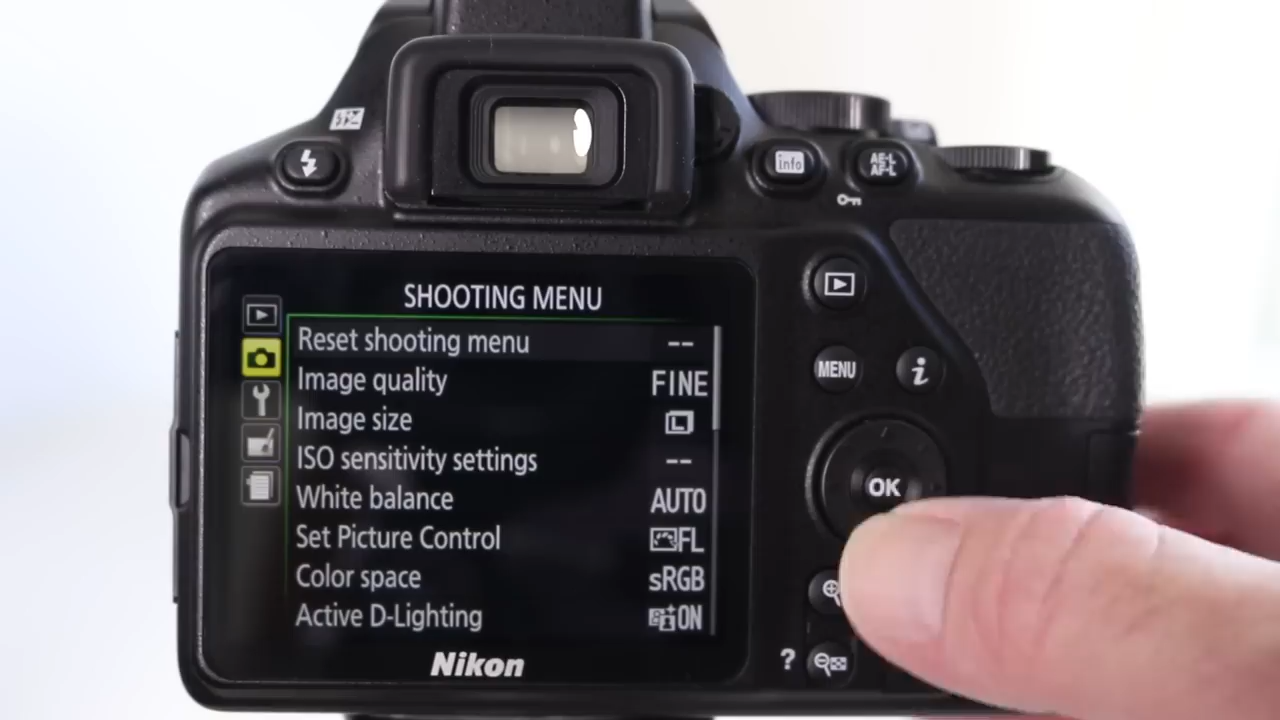 info
AE-L
AF-L
SHOOTING MENU
Reset shooting menu --
Image quality FINE
Image size L
ISO sensitivity settings --
White balance AUTO
Set Picture Control FL
Color space sRGB
Active D-Lighting ON
Nikon
MENU
i
OK
?